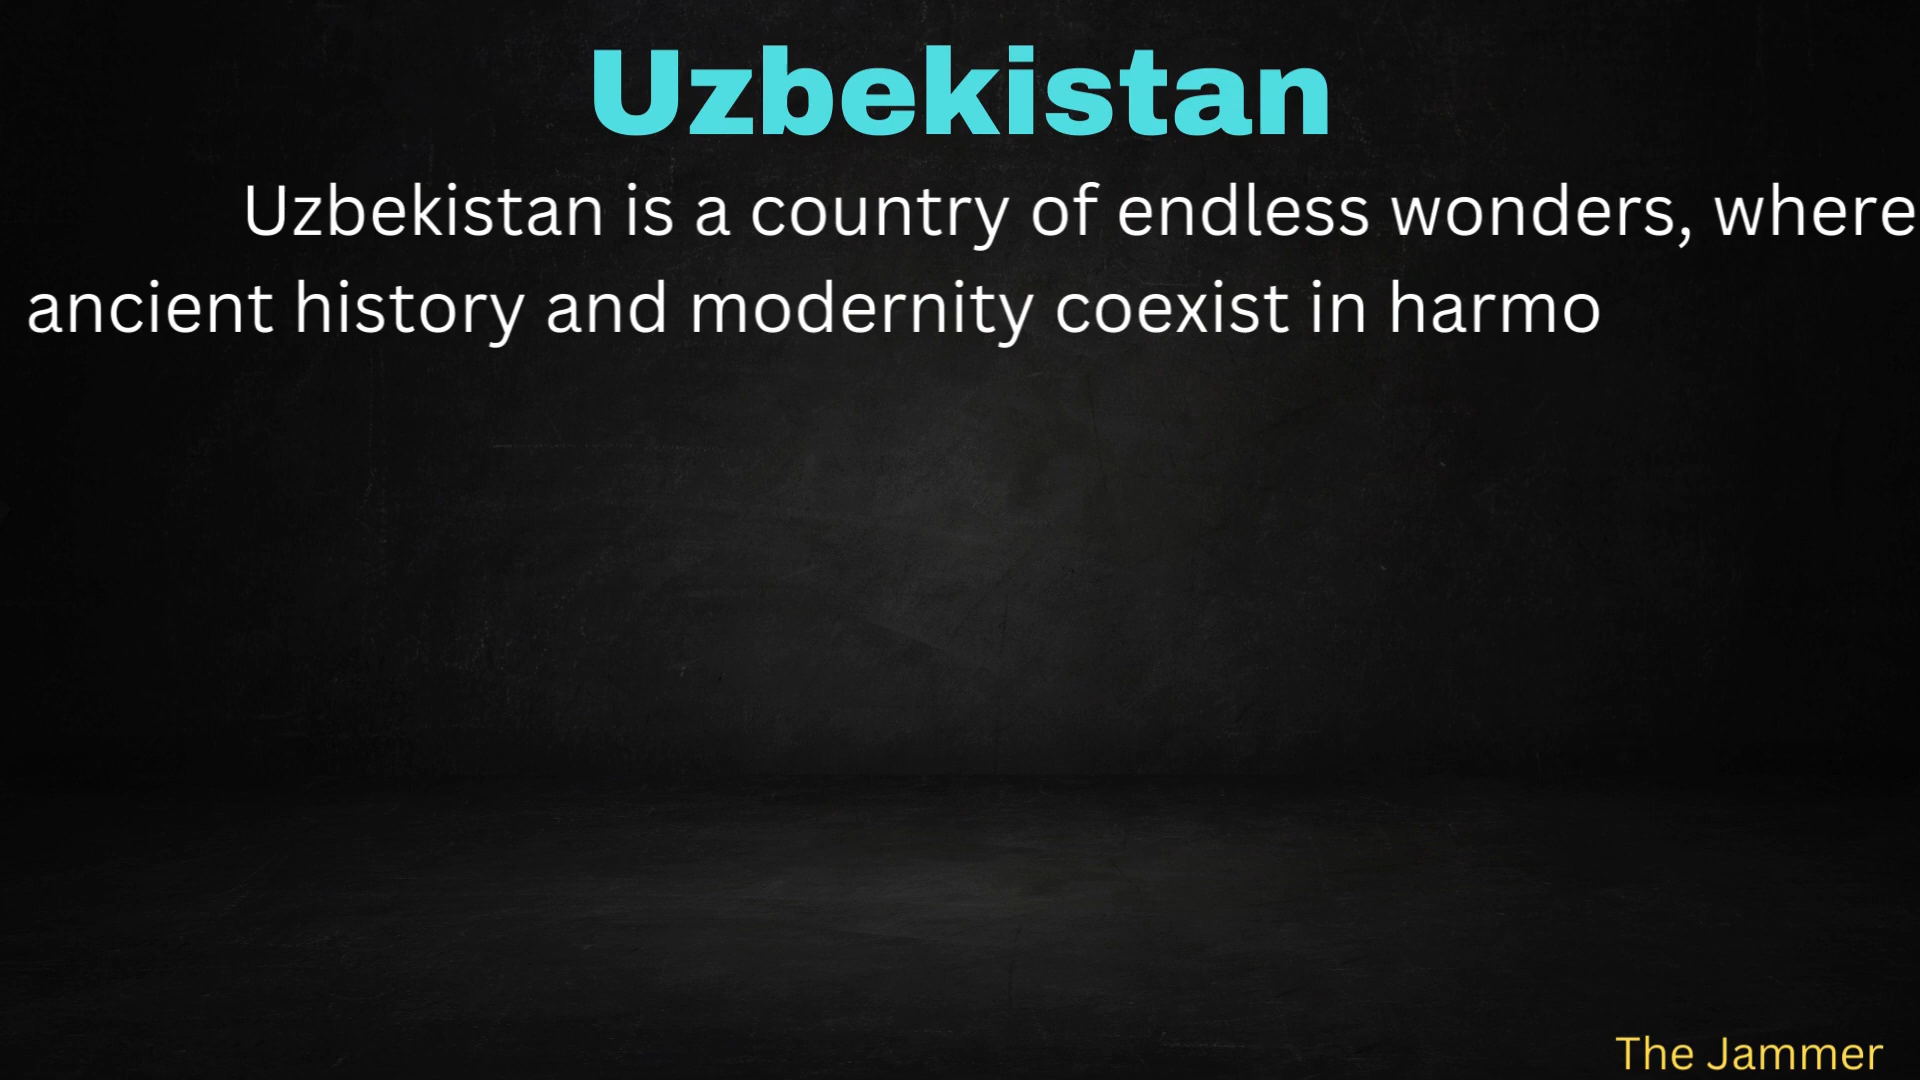 Uzbekistan
Uzbekistan is a country of endless wonders, where
ancient history and modernity coexist in harmo
The Jammer